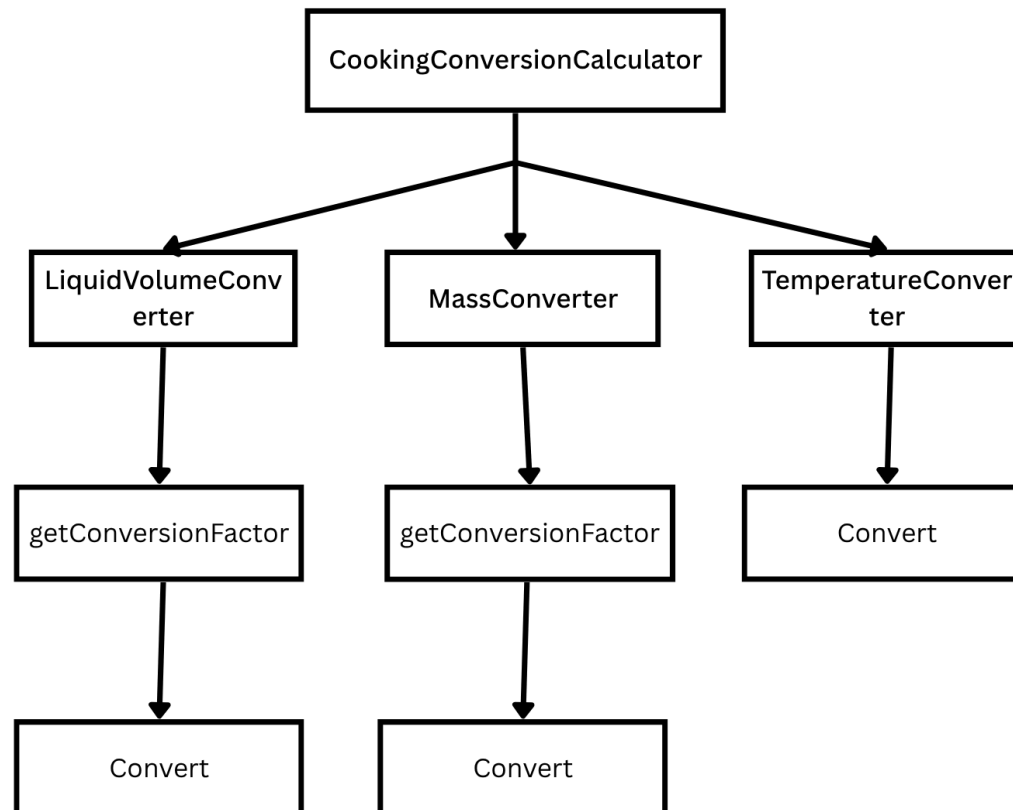 CookingConversionCalculator
LiquidVolumeConv
erter
MassConverter
TemperatureConver
ter
getConversionFactor
getConversionFactor
Convert
Convert
Convert